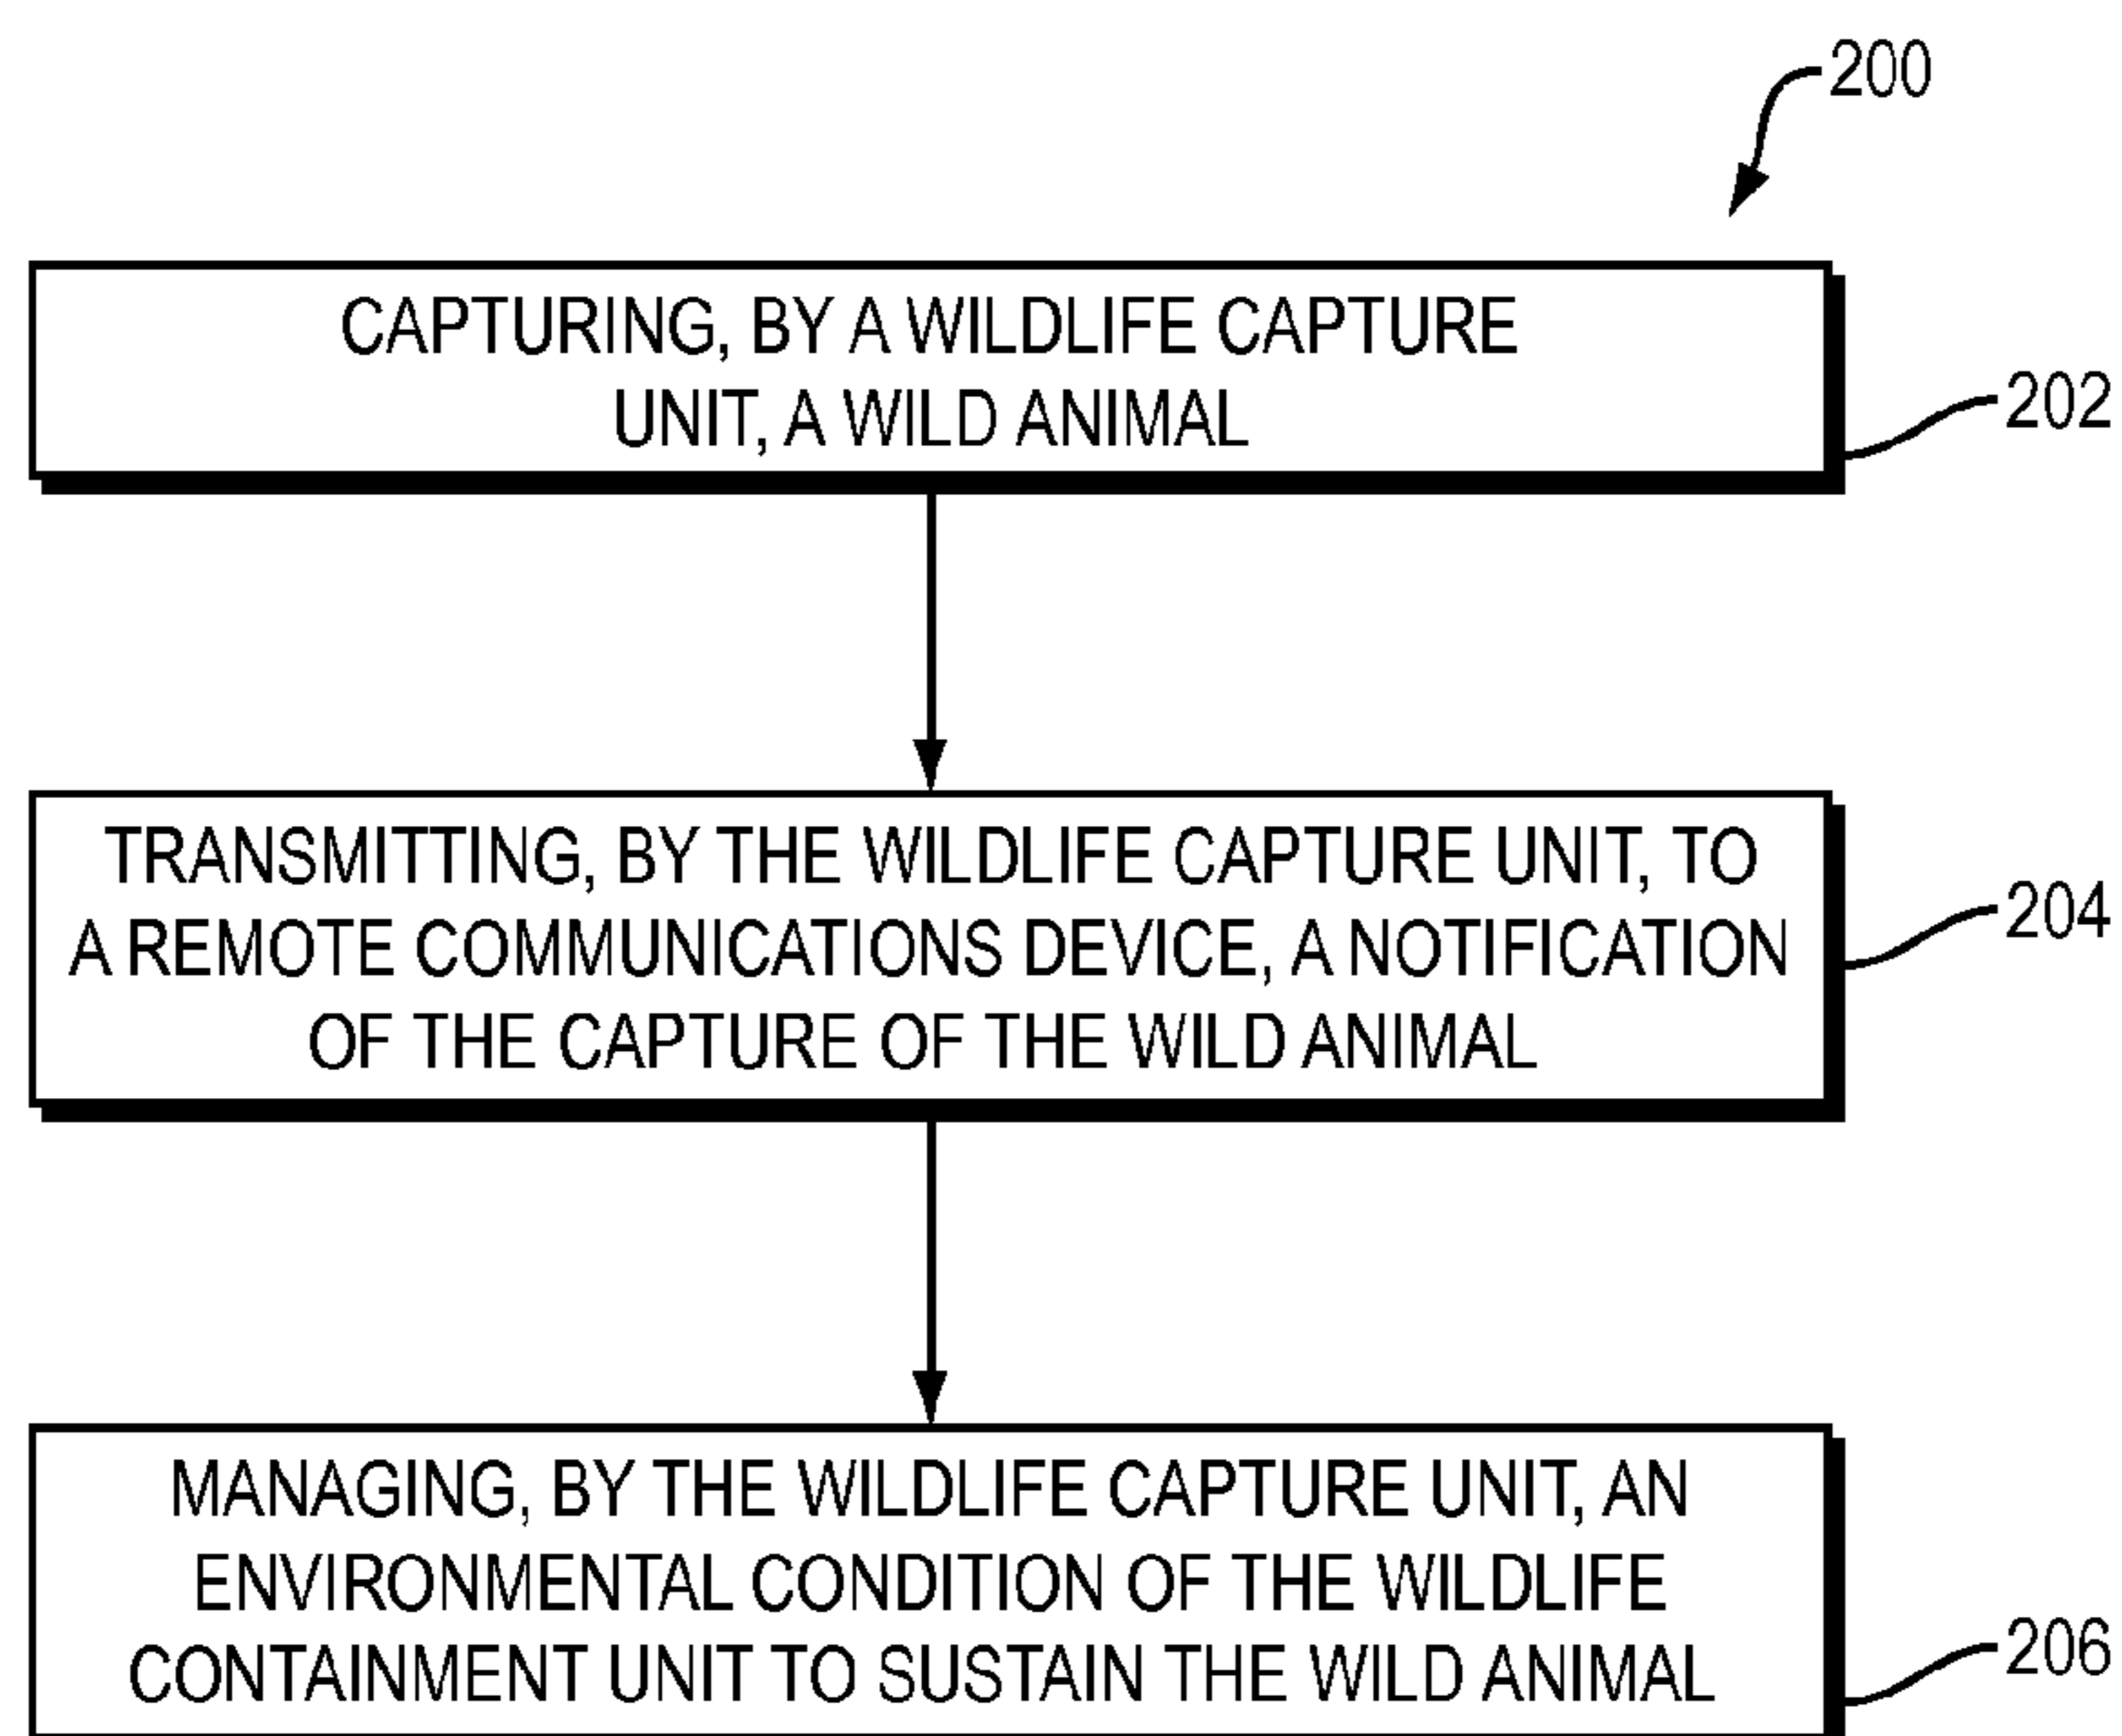 200
CAPTURING, BY A WILDLIFE CAPTURE
UNIT, A WILD ANIMAL
202
TRANSMITTING, BY THE WILDLIFE CAPTURE UNIT, TO
A REMOTE COMMUNICATIONS DEVICE, A NOTIFICATION
OF THE CAPTURE OF THE WILD ANIMAL
204
MANAGING, BY THE WILDLIFE CAPTURE UNIT, AN
ENVIRONMENTAL CONDITION OF THE WILDLIFE
CONTAINMENT UNIT TO SUSTAIN THE WILD ANIMAL
206